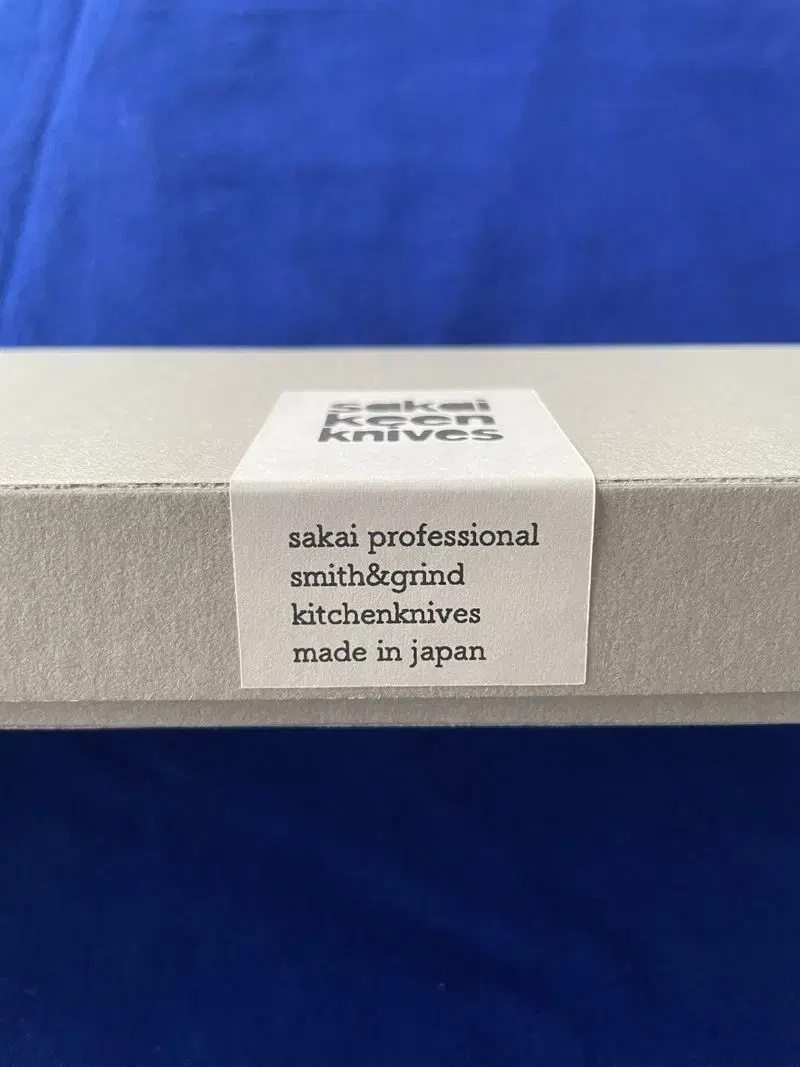 sakai
keen
knives
sakai professional
smith&grind
kitchenknives
made in japan